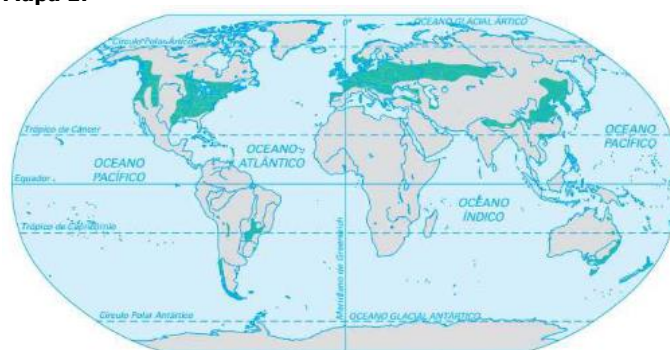 Mapa 2.
OCEANO GLACIAL ÁRTICO
0°
Círculo Polar Ártico
Trópico de Câncer
OCEANO
ATLÂNTICO
OCEANO
PACÍFICO
OCEANO
PACÍFICO
Equador
OCEANO
ÍNDICO
Trópico de Capricórnio
Meridiano de Greenwich
Círculo Polar Antártico
OCEANO GLACIAL ANTÁRTICO